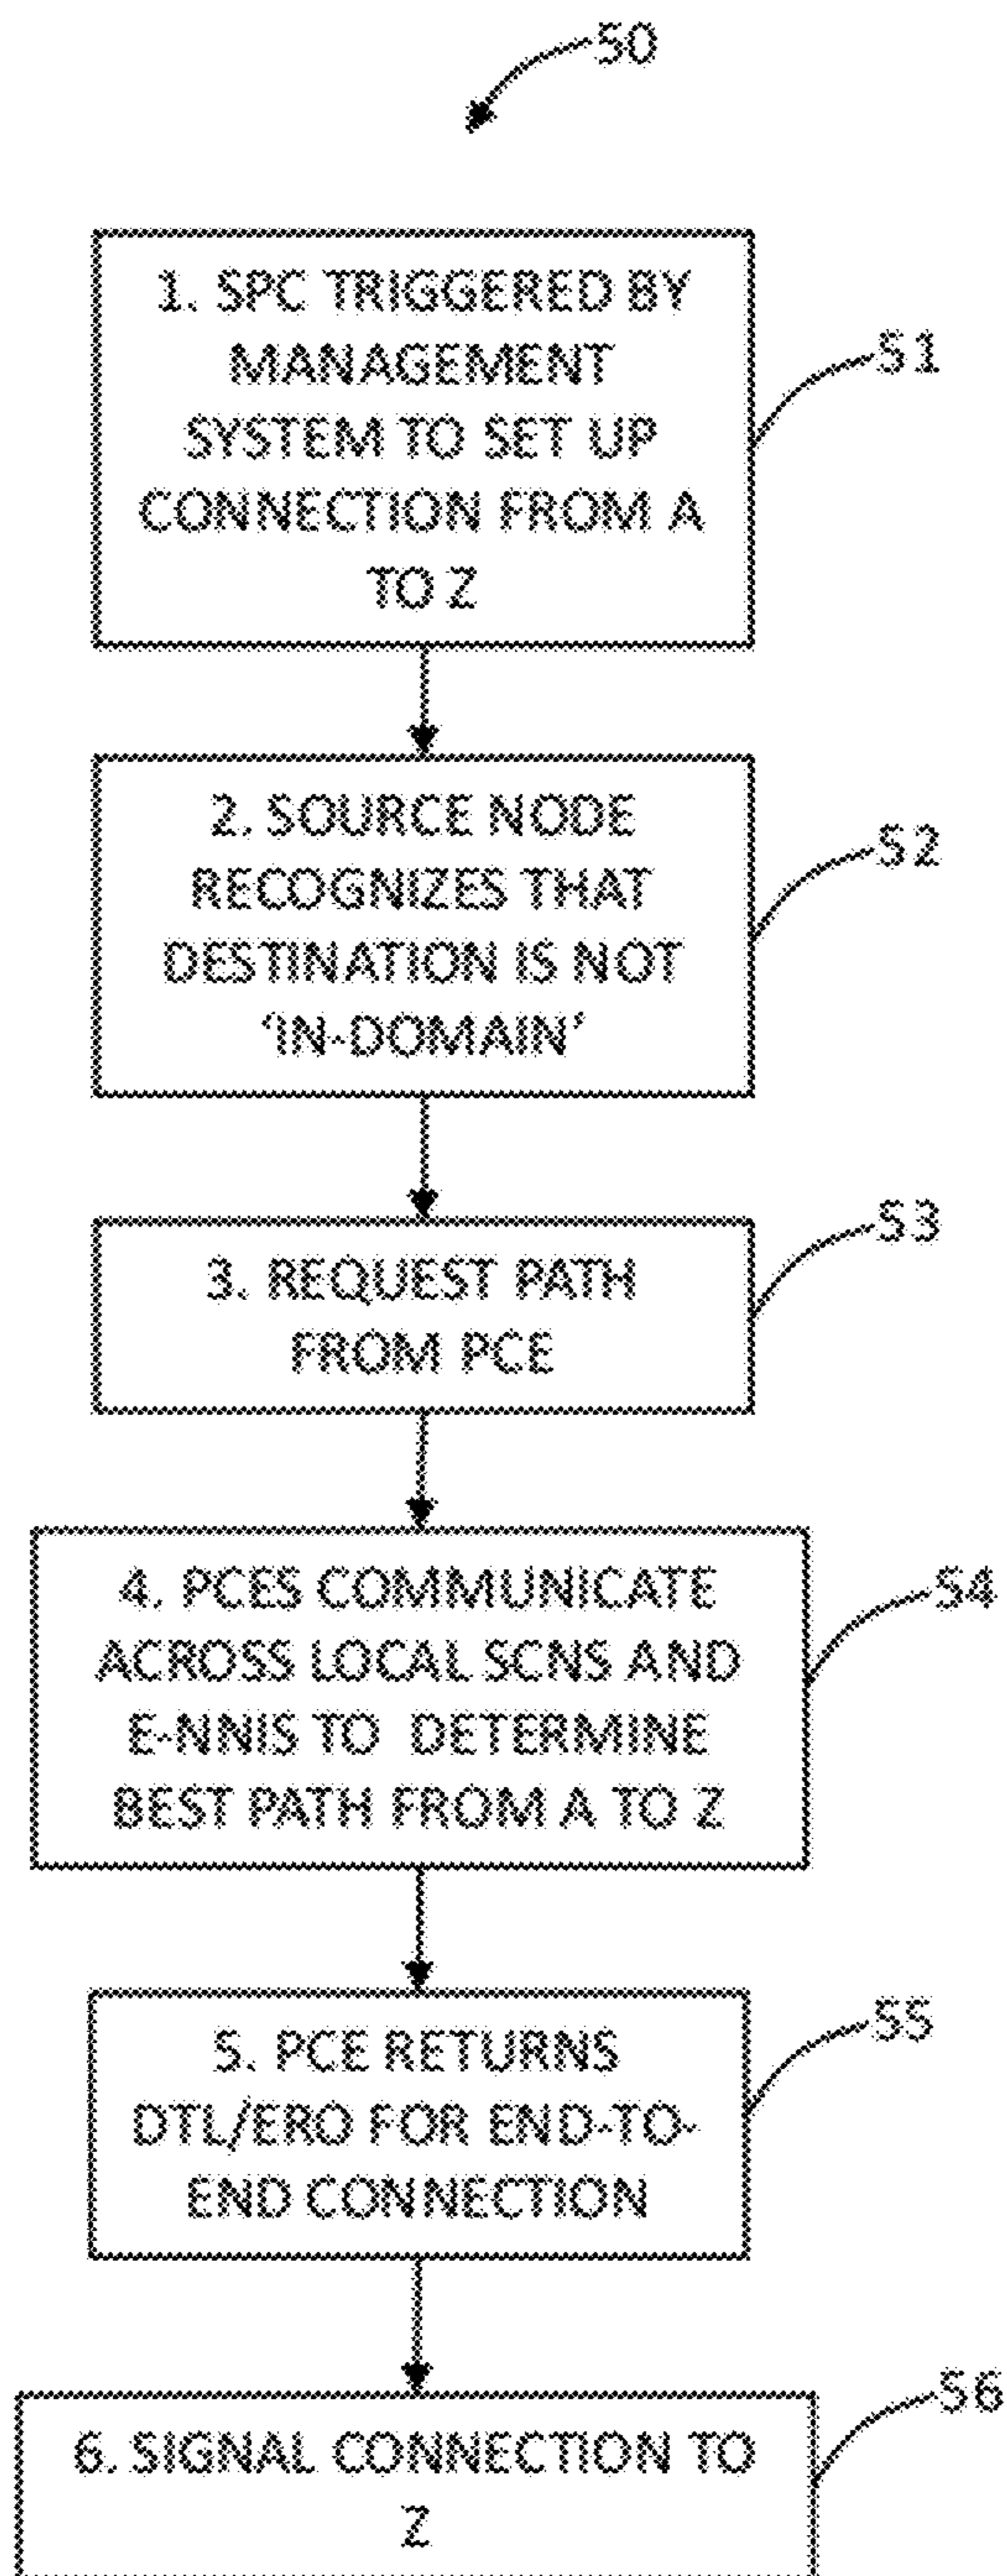 50
1. SPC TRIGGERED BY
MANAGEMENT
SYSTEM TO SET UP
CONNECTION FROM A
TO Z
51
2. SOURCE NODE
RECOGNIZES THAT
DESTINATION IS NOT
‘IN-DOMAIN’
52
3. REQUEST PATH
FROM PCE
53
4. PCES COMMUNICATE
ACROSS LOCAL SCNS AND
E-NNIS TO DETERMINE
BEST PATH FROM A TO Z
54
5. PCE RETURNS
DTL/ERO FOR END-TO-
END CONNECTION
55
6. SIGNAL CONNECTION TO
Z
56